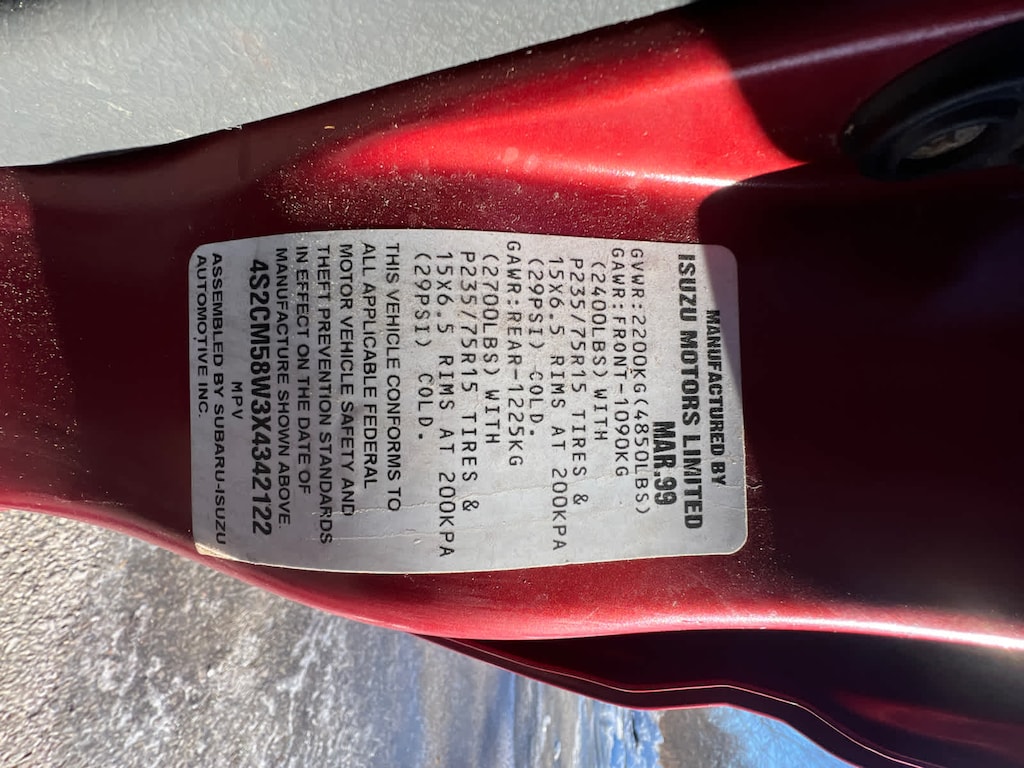 MANUFACTURED BY
ISUZU MOTORS LIMITED
MAR.99
GVWR:2200KG(4850LBS)
GAWR:FRONT-1090KG
(2400LBS) WITH
P235/75R15 TIRES &
15X6.5 RIMS AT 200KPA
(29PSI) COLD.
GAWR:REAR-1225KG
(2700LBS) WITH
P235/75R15 TIRES &
15X6.5 RIMS AT 200KPA
(29PSI) COLD.
THIS VEHICLE CONFORMS TO
ALL APPLICABLE FEDERAL
MOTOR VEHICLE SAFETY AND
THEFT PREVENTION STANDARDS
IN EFFECT ON THE DATE OF
MANUFACTURE SHOWN ABOVE.
4S2CM58W3X4342122
MPV
ASSEMBLED BY SUBARU-ISUZU
AUTOMOTIVE INC.